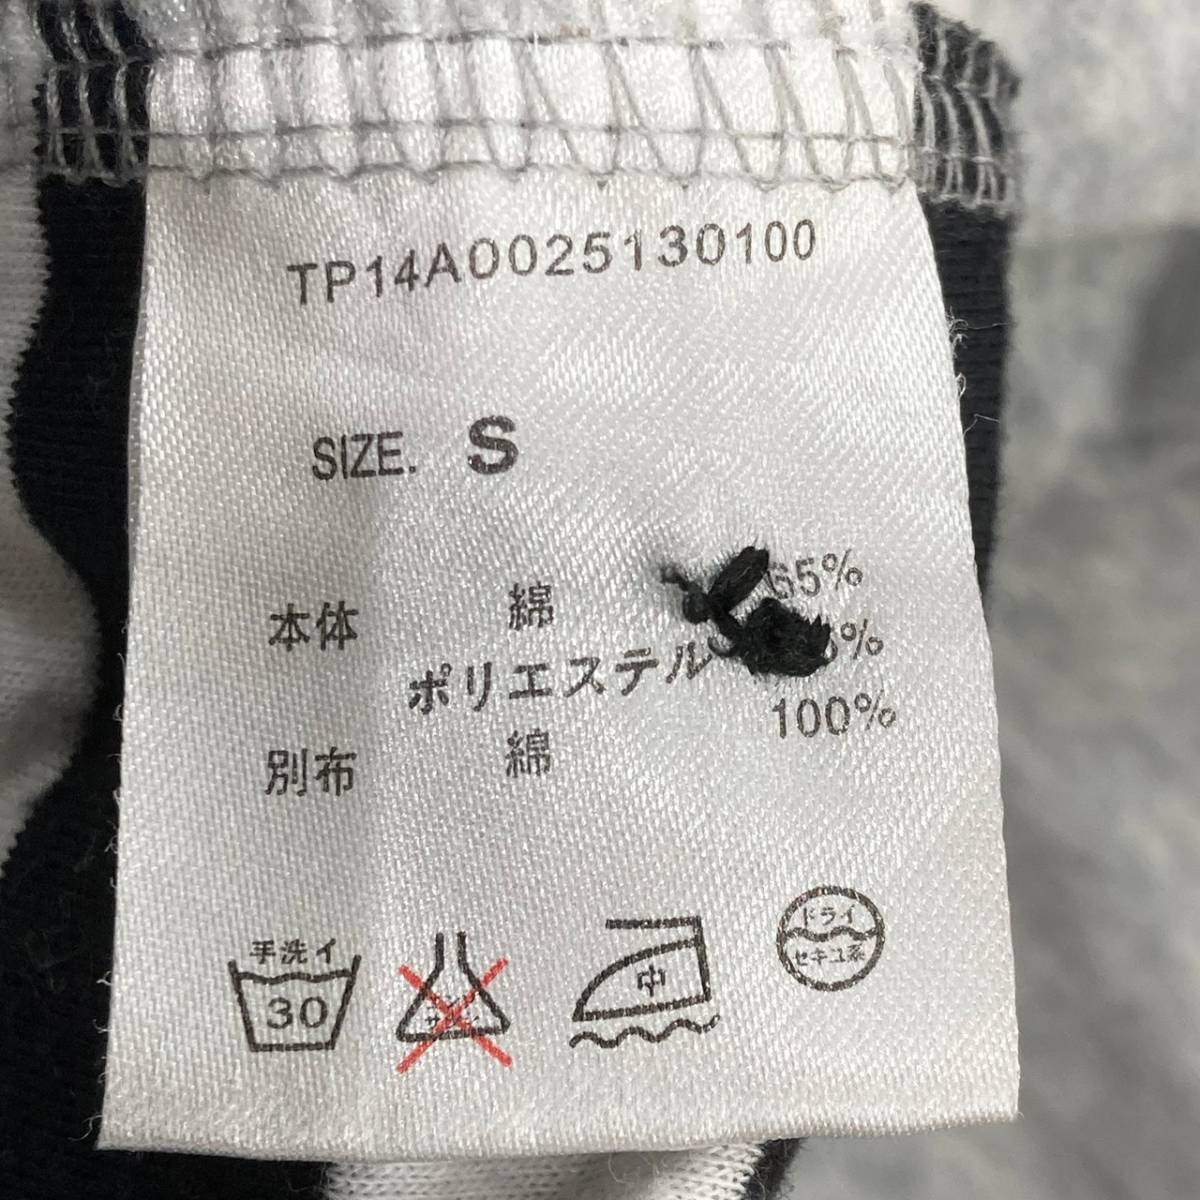 TP14A0025130100
SIZE. S
本体 綿 65%
ポリエステル
別布 綿 100%
手洗イ
30
中
ドライ
セキユ系